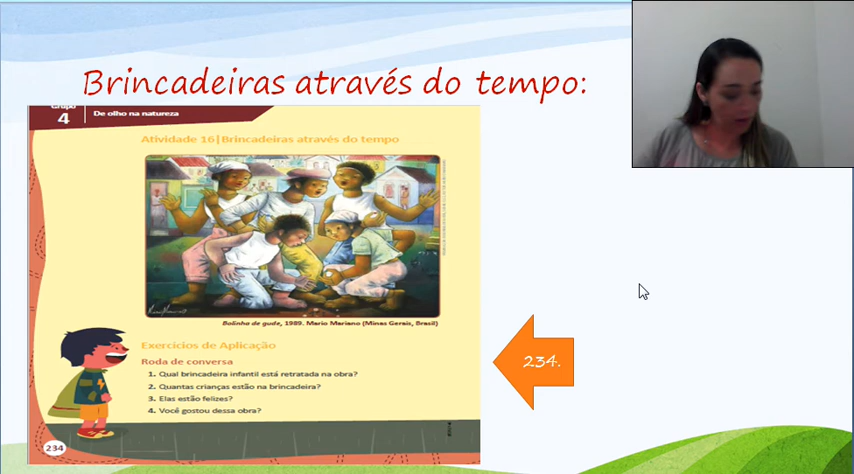 Brincadeiras através do tempo:
Grupo
4
De olho na natureza
Atividade 16|Brincadeiras através do tempo
Bolinha de gude, 1989. Mario Mariano (Minas Gerais, Brasil)
Exercícios de Aplicação
Roda de conversa
1. Qual brincadeira infantil está retratada na obra?
2. Quantas crianças estão na brincadeira?
3. Elas estão felizes?
4. Você gostou dessa obra?
234
234.